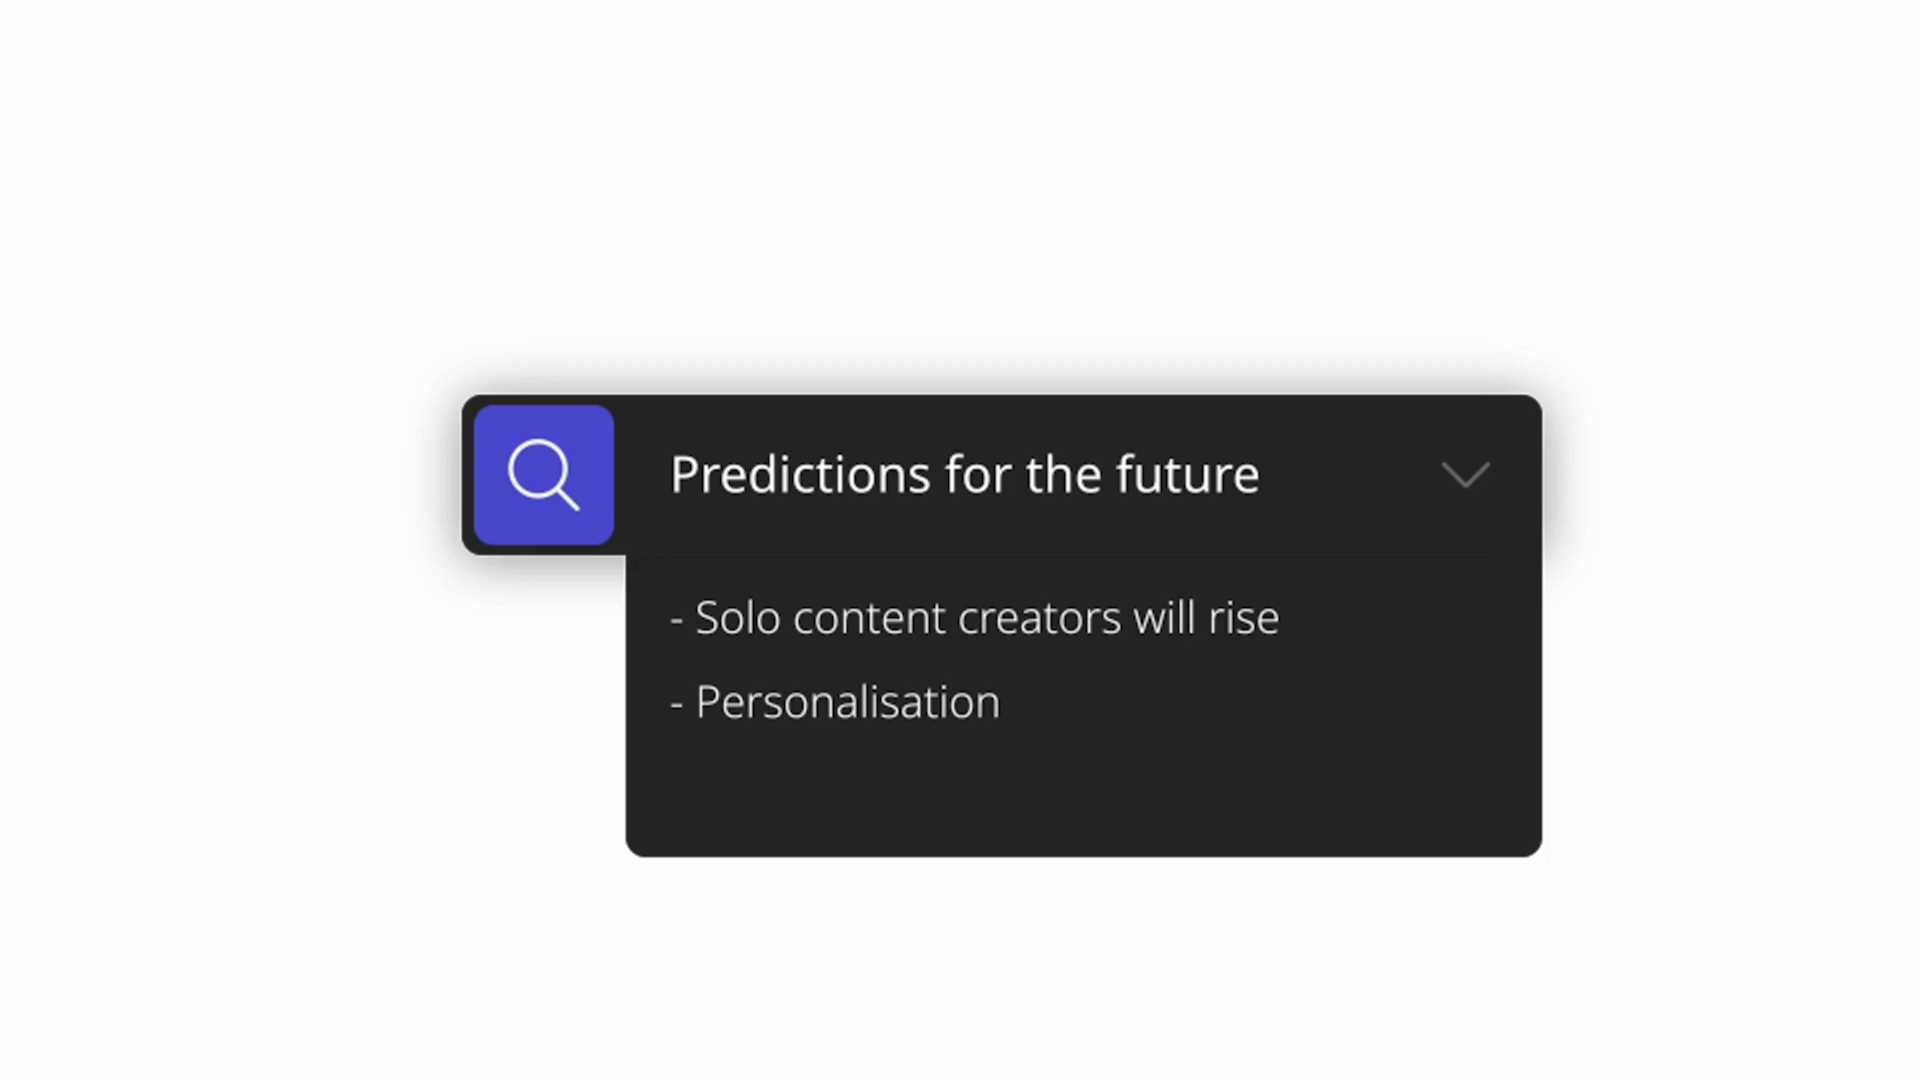 Predictions for the future
- Solo content creators will rise
- Personalisation